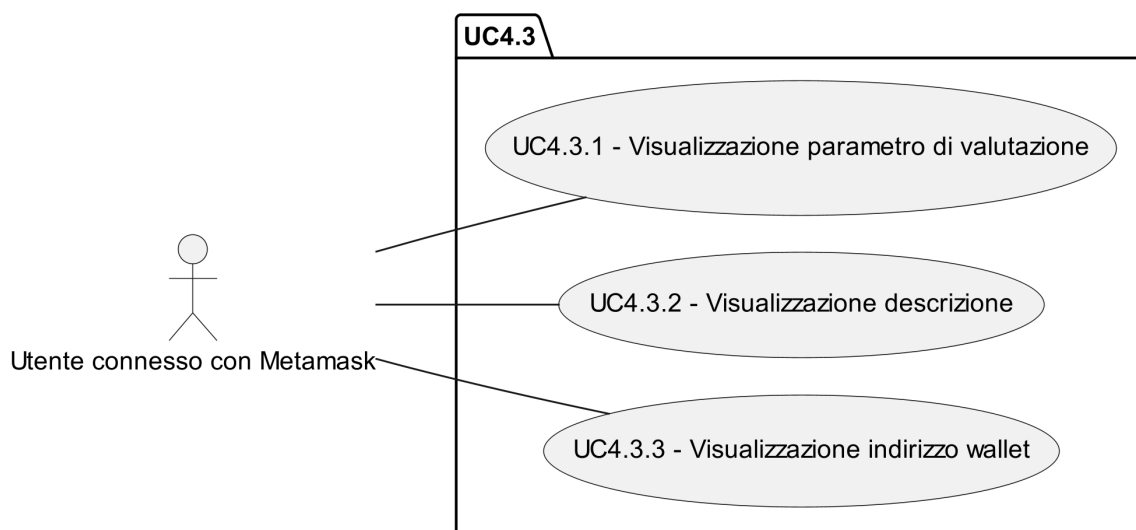 UC4.3
UC4.3.1 - Visualizzazione parametro di valutazione
UC4.3.2 - Visualizzazione descrizione
Utente connesso con Metamask
UC4.3.3 - Visualizzazione indirizzo wallet